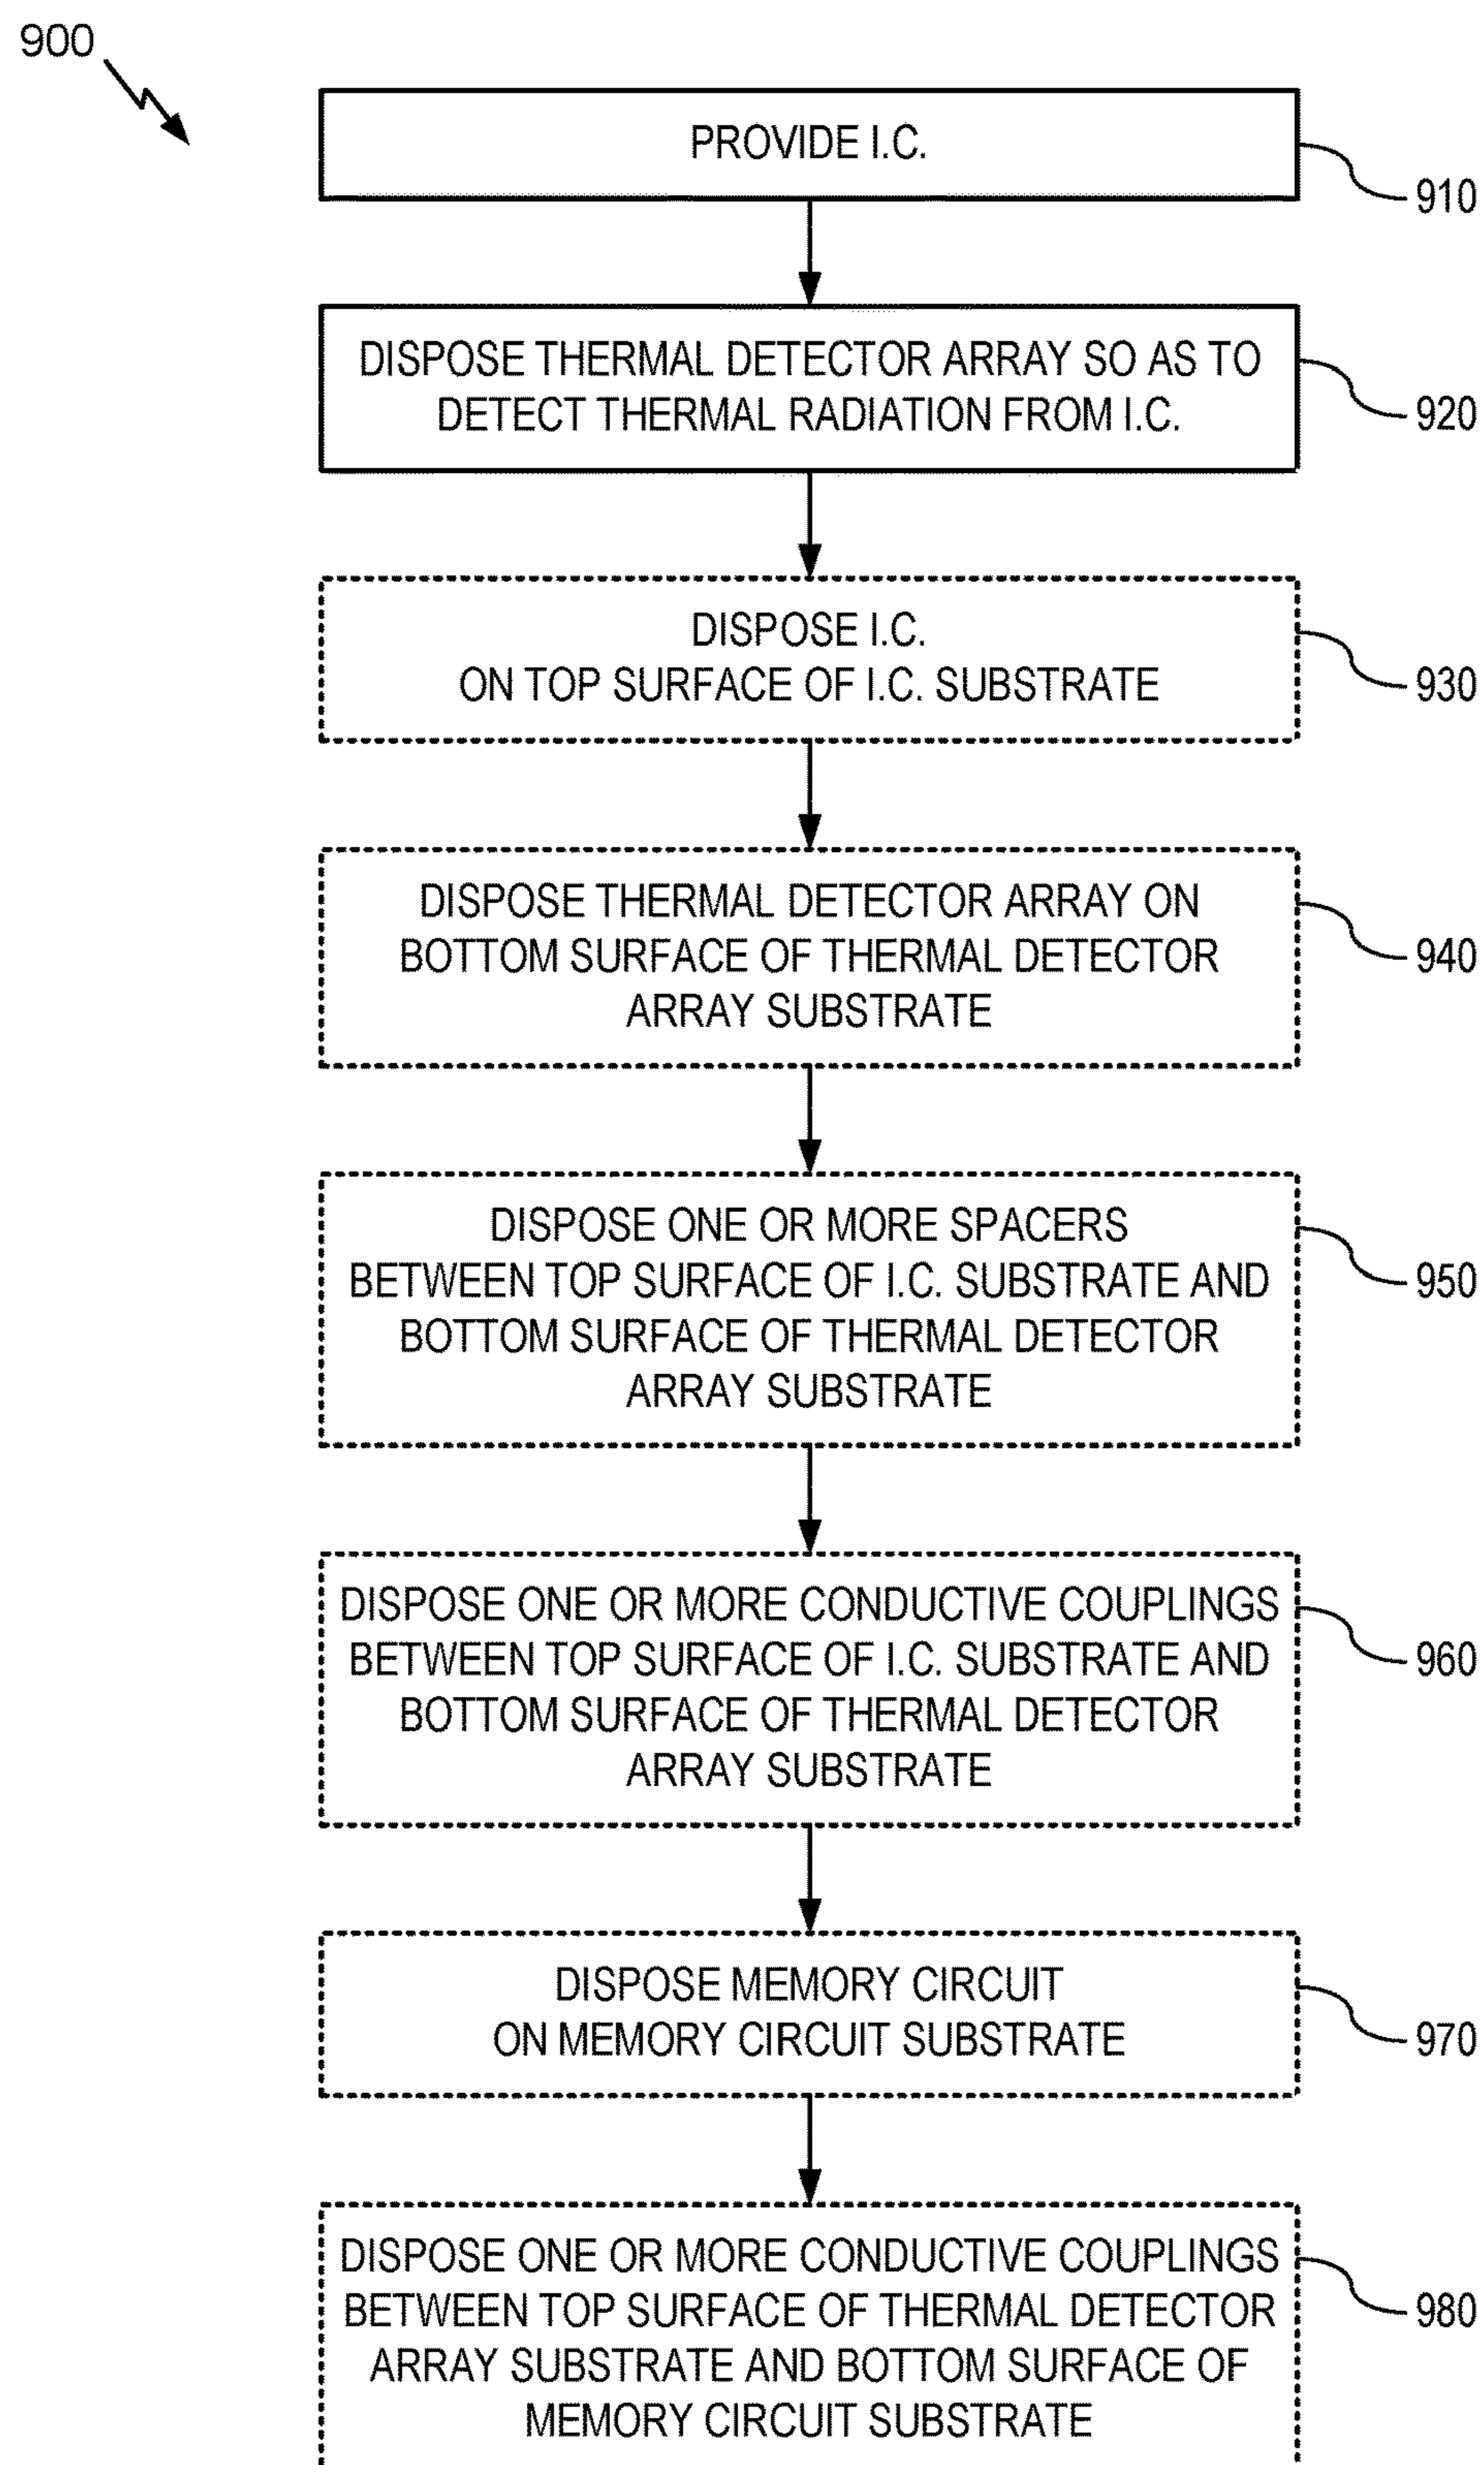 900
PROVIDE I.C.
910
DISPOSE THERMAL DETECTOR ARRAY SO AS TO
DETECT THERMAL RADIATION FROM I.C.
920
DISPOSE I.C.
ON TOP SURFACE OF I.C. SUBSTRATE
930
DISPOSE THERMAL DETECTOR ARRAY ON
BOTTOM SURFACE OF THERMAL DETECTOR
ARRAY SUBSTRATE
940
DISPOSE ONE OR MORE SPACERS
BETWEEN TOP SURFACE OF I.C. SUBSTRATE AND
BOTTOM SURFACE OF THERMAL DETECTOR
ARRAY SUBSTRATE
950
DISPOSE ONE OR MORE CONDUCTIVE COUPLINGS
BETWEEN TOP SURFACE OF I.C. SUBSTRATE AND
BOTTOM SURFACE OF THERMAL DETECTOR
ARRAY SUBSTRATE
960
DISPOSE MEMORY CIRCUIT
ON MEMORY CIRCUIT SUBSTRATE
970
DISPOSE ONE OR MORE CONDUCTIVE COUPLINGS
BETWEEN TOP SURFACE OF THERMAL DETECTOR
ARRAY SUBSTRATE AND BOTTOM SURFACE OF
MEMORY CIRCUIT SUBSTRATE
980